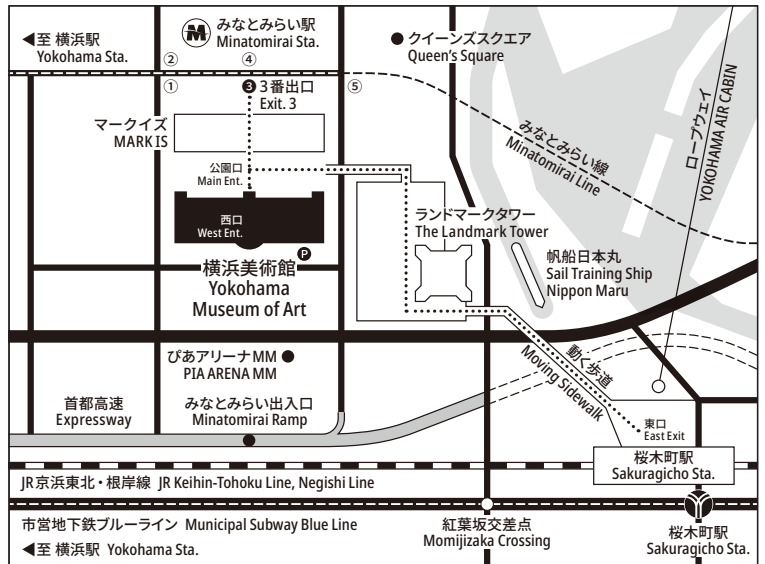 ◀至 横浜駅
Yokohama Sta.
②
M
みなとみらい駅
Minatomirai Sta.
④
①
❸ 3番出口
Exit. 3
⑤
● クイーンズスクエア
Queen's Square
ロープウェイ
YOKOHAMA AIR CABIN
みなとみらい線
Minatomirai Line
マークイズ
MARK IS
公園口
Main Ent.
西口
West Ent.
P
横浜美術館
Yokohama
Museum of Art
ランドマークタワー
The Landmark Tower
帆船日本丸
Sail Training Ship
Nippon Maru
動く歩道
Moving Sidewalk
ぴあアリーナMM ●
PIA ARENA MM
首都高速
Expressway
みなとみらい出入口
Minatomirai Ramp
東口
East Exit
桜木町駅
Sakuragicho Sta.
JR京浜東北・根岸線 JR Keihin-Tohoku Line, Negishi Line
市営地下鉄ブルーライン Municipal Subway Blue Line
◀至 横浜駅 Yokohama Sta.
紅葉坂交差点
Momijizaka Crossing
桜木町駅
Sakuragicho Sta.